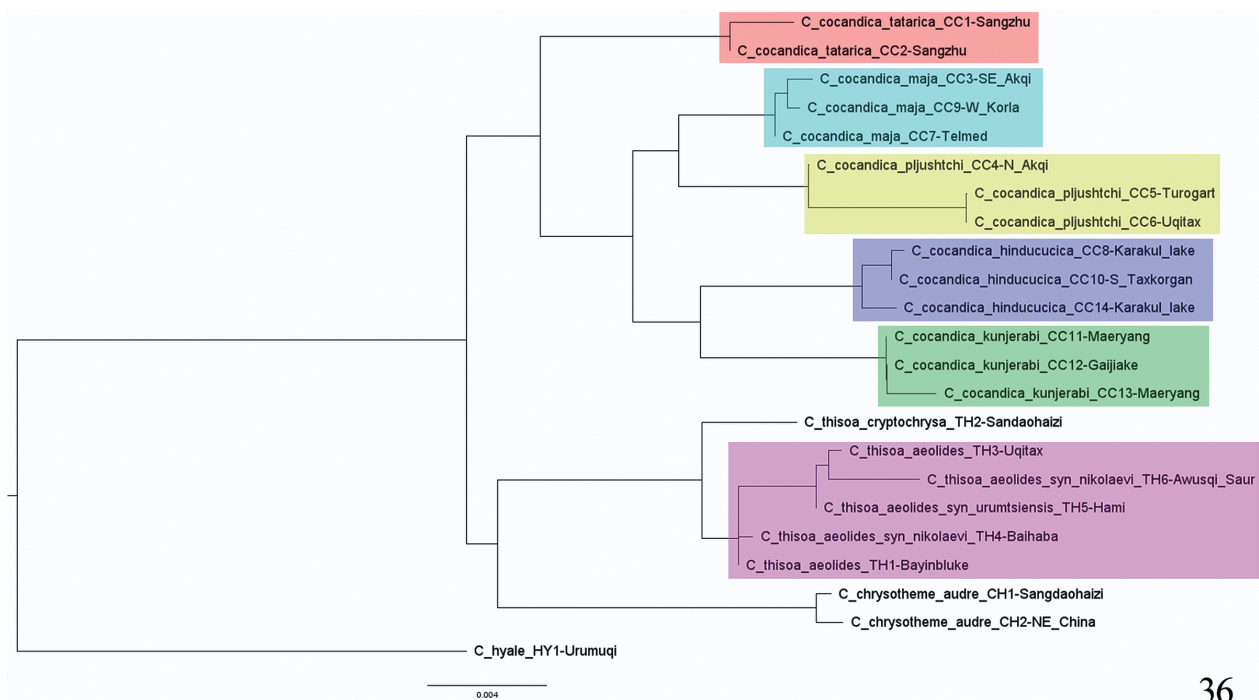 C_cocandica_tatarica_CC1-Sangzhu
C_cocandica_tatarica_CC2-Sangzhu
C_cocandica_maja_CC3-SE_Akqi
C_cocandica_maja_CC9-W_Korla
C_cocandica_maja_CC7-Telmed
C_cocandica_pljushtchi_CC4-N_Akqi
C_cocandica_pljushtchi_CC5-Turogart
C_cocandica_pljushtchi_CC6-Uqitax
C_cocandica_hinducucica_CC8-Karakul_lake
C_cocandica_hinducucica_CC10-S_Taxkorgan
C_cocandica_hinducucica_CC14-Karakul_lake
C_cocandica_kunjerabi_CC11-Maeryang
C_cocandica_kunjerabi_CC12-Gaijiake
C_cocandica_kunjerabi_CC13-Maeryang
C_thisoa_cryptochrysa_TH2-Sandaohaizi
C_thisoa_aeolides_TH3-Uqitax
C_thisoa_aeolides_syn_nikolaevi_TH6-Awusqi_Saur
C_thisoa_aeolides_syn_urumtsiensis_TH5-Hami
C_thisoa_aeolides_syn_nikolaevi_TH4-Baihaba
C_thisoa_aeolides_TH1-Bayinbluke
C_chrysotheme_audre_CH1-Sangdaohaizi
C_chrysotheme_audre_CH2-NE_China
C_hyale_HY1-Urumuqi
0.004
36